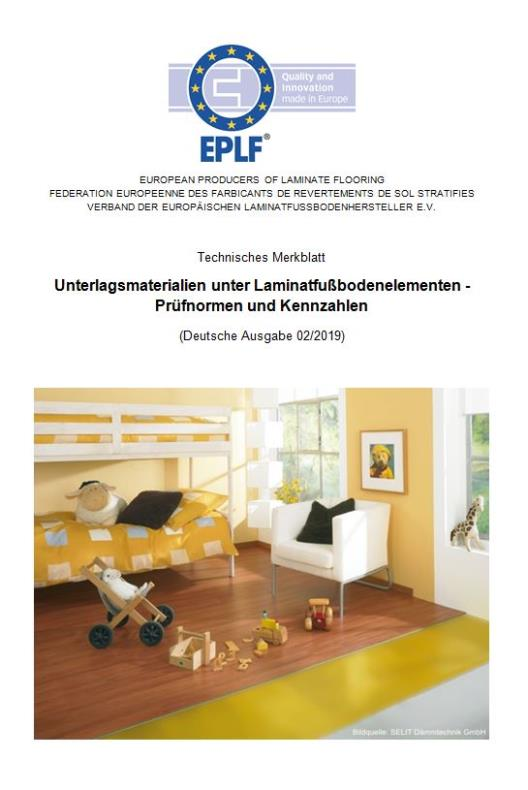 Quality and
Innovation
made in Europe
EPLF®
EUROPEAN PRODUCERS OF LAMINATE FLOORING
FEDERATION EUROPEENNE DES FARBICANTS DE REVERTEMENTS DE SOL STRATIFIES
VERBAND DER EUROPÄISCHEN LAMINATFUSSBODENHERSTELLER E.V.
Technisches Merkblatt
Unterlagsmaterialien unter Laminatfußbodenelementen -
Prüfnormen und Kennzahlen
(Deutsche Ausgabe 02/2019)
Bildquelle: SELIT Dämmtechnik GmbH